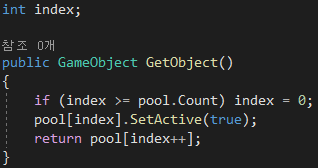 int index;
참조 0개
public GameObject GetObject()
{
if (index >= pool.Count) index = 0;
pool[index].SetActive(true);
return pool[index++];
}